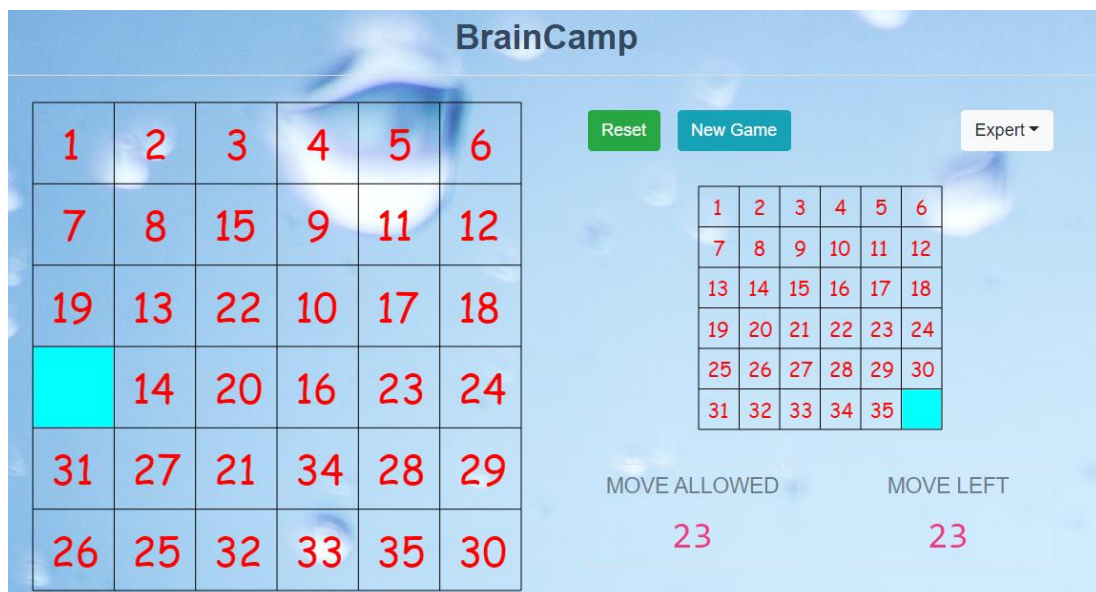 BrainCamp
Reset New Game Expert
1 2 3 4 5 6
7 8 15 9 11 12
19 13 22 10 17 18
14 20 16 23 24
31 27 21 34 28 29
26 25 32 33 35 30
1 2 3 4 5 6
7 8 9 10 11 12
13 14 15 16 17 18
19 20 21 22 23 24
25 26 27 28 29 30
31 32 33 34 35
MOVE ALLOWED MOVE LEFT
23 23